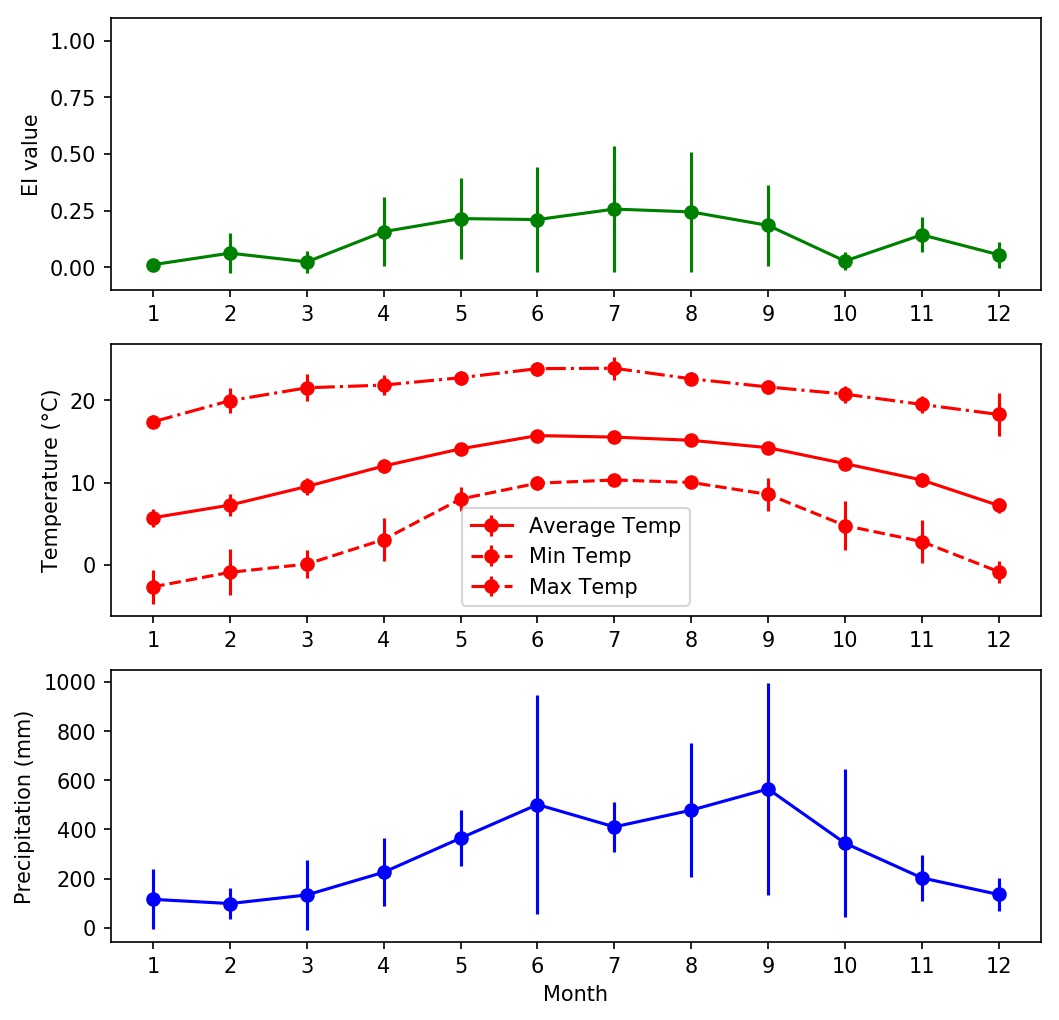 EI value
1.00
0.75
0.50
0.25
0.00
1 2 3 4 5 6 7 8 9 10 11 12
Temperature (°C)
20
10
0
Average Temp
Min Temp
Max Temp
1 2 3 4 5 6 7 8 9 10 11 12
Precipitation (mm)
1000
800
600
400
200
0
1 2 3 4 5 6 7 8 9 10 11 12
Month